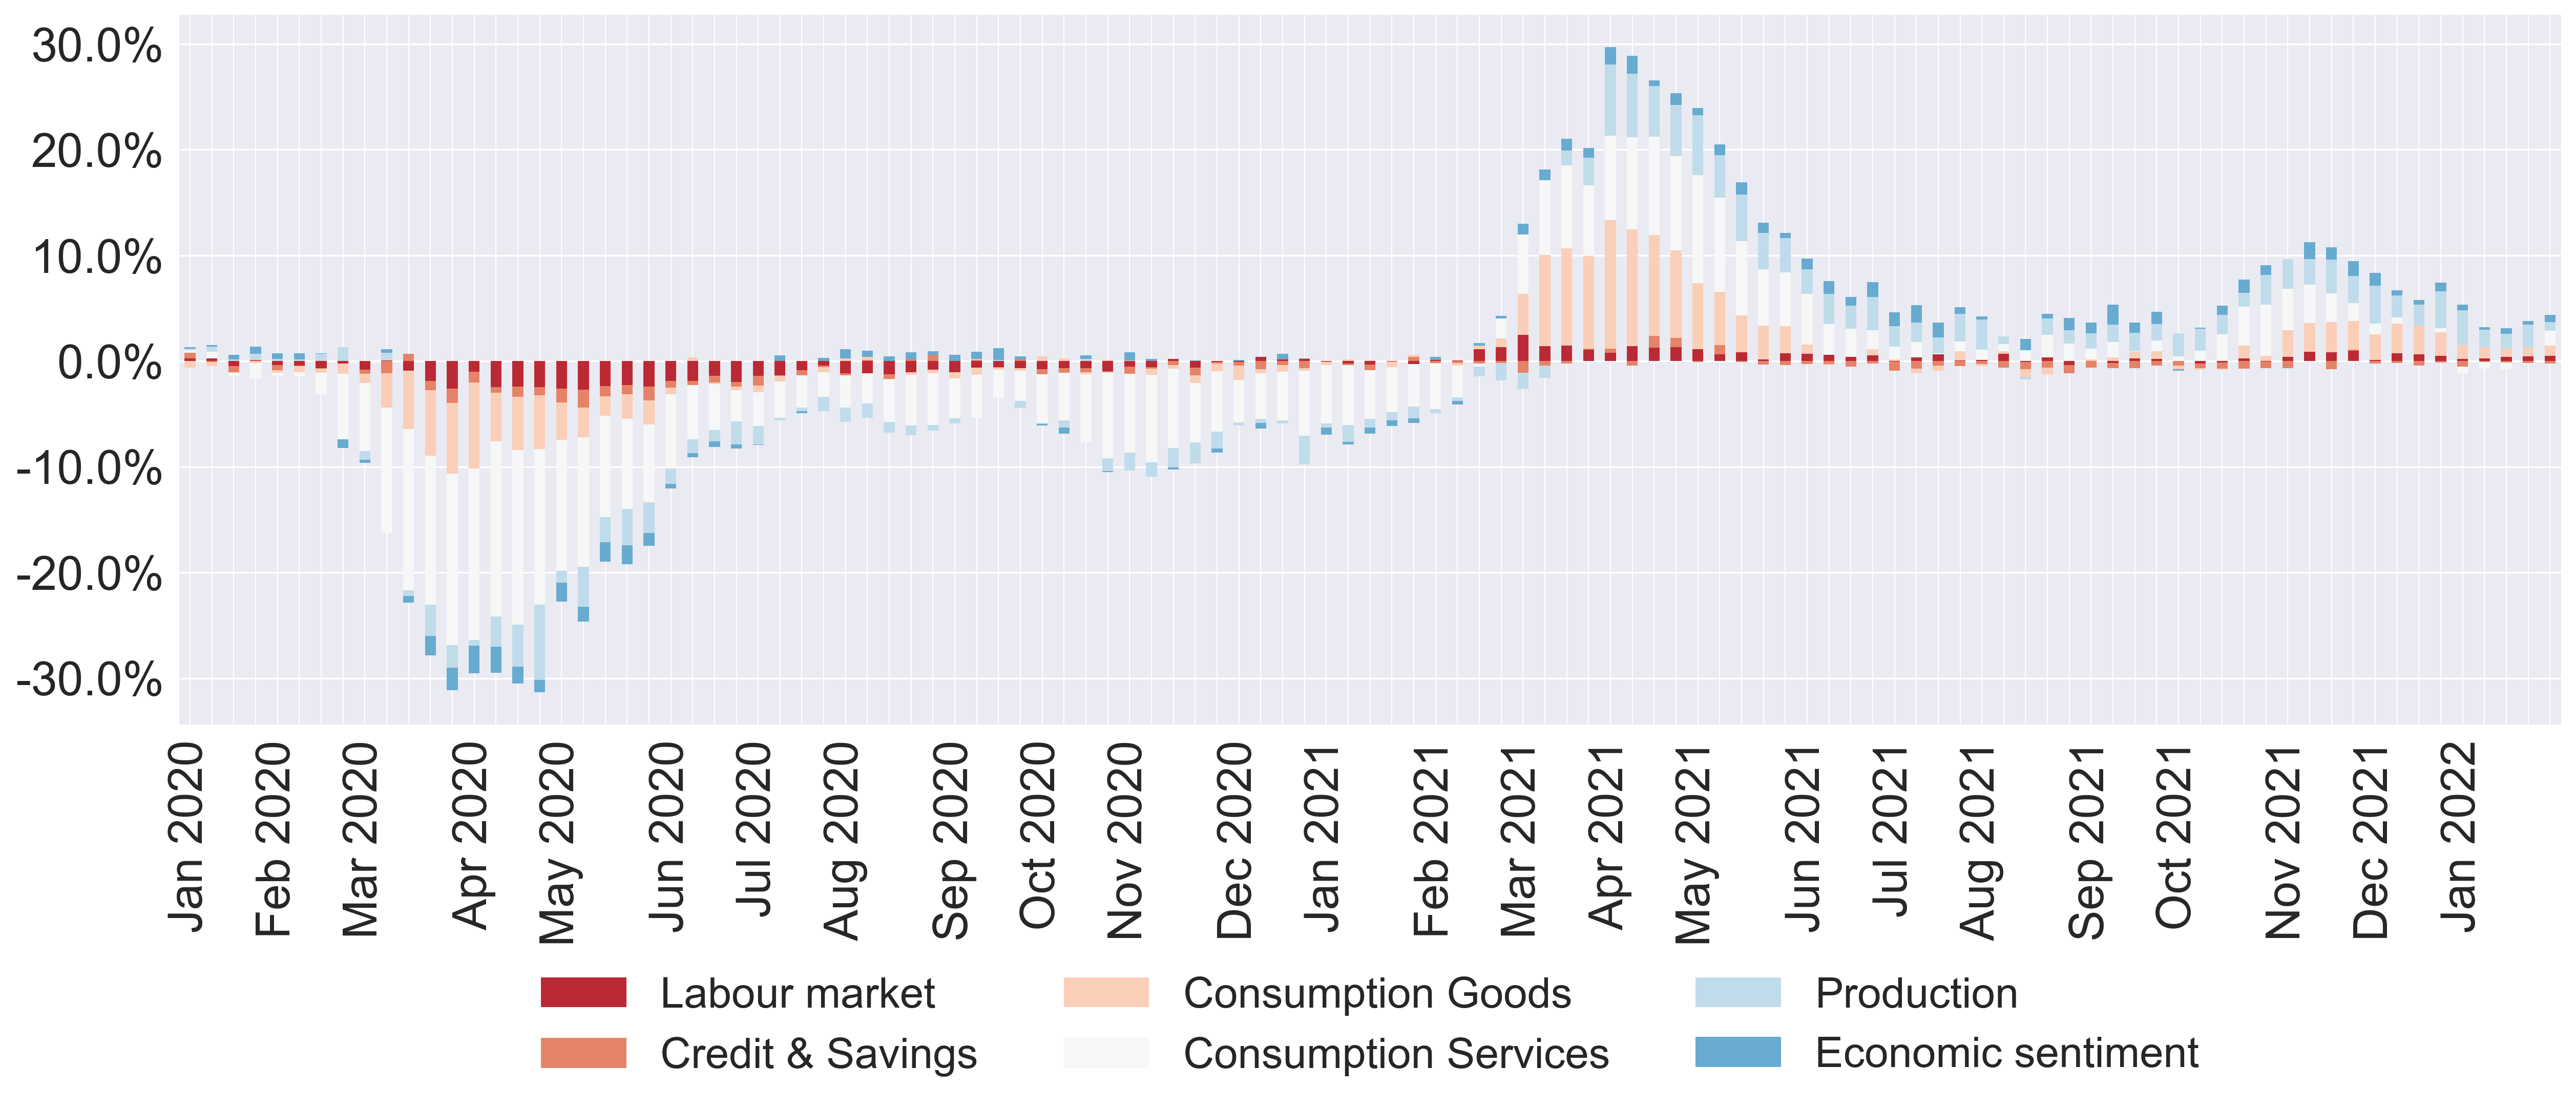 30.0%
20.0%
10.0%
0.0%
-10.0%
-20.0%
-30.0%
Jan 2020
Feb 2020
Mar 2020
Apr 2020
May 2020
Jun 2020
Jul 2020
Aug 2020
Sep 2020
Oct 2020
Nov 2020
Dec 2020
Jan 2021
Feb 2021
Mar 2021
Apr 2021
May 2021
Jun 2021
Jul 2021
Aug 2021
Sep 2021
Oct 2021
Nov 2021
Dec 2021
Jan 2022
Labour market
Consumption Goods
Production
Credit & Savings
Consumption Services
Economic sentiment